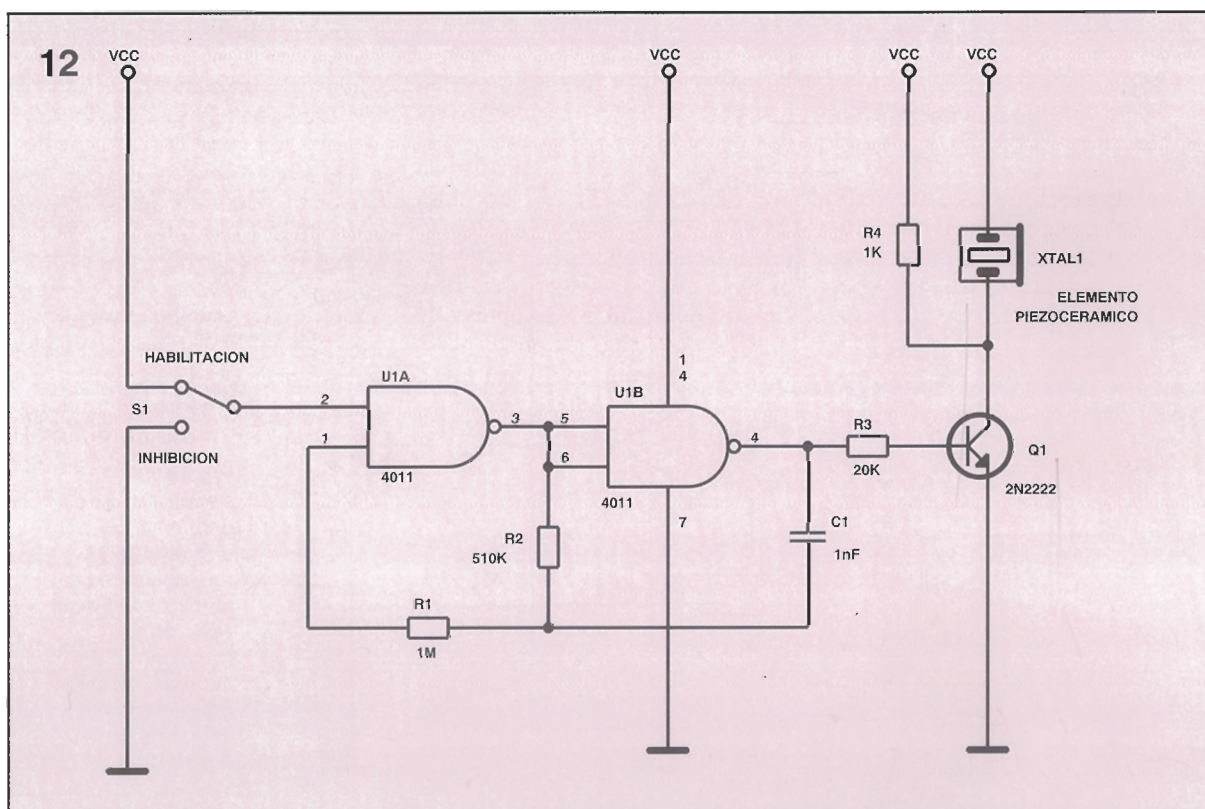 12
VCC
VCC
VCC
VCC
R4
1K
XTAL1
ELEMENTO
PIEZOCERAMICO
HABILITACION
S1
INHIBICION
U1A
2
1
3
4011
U1B
1
4
5
6
4
4011
7
R3
20K
Q1
2N2222
R2
510K
C1
1nF
R1
1M